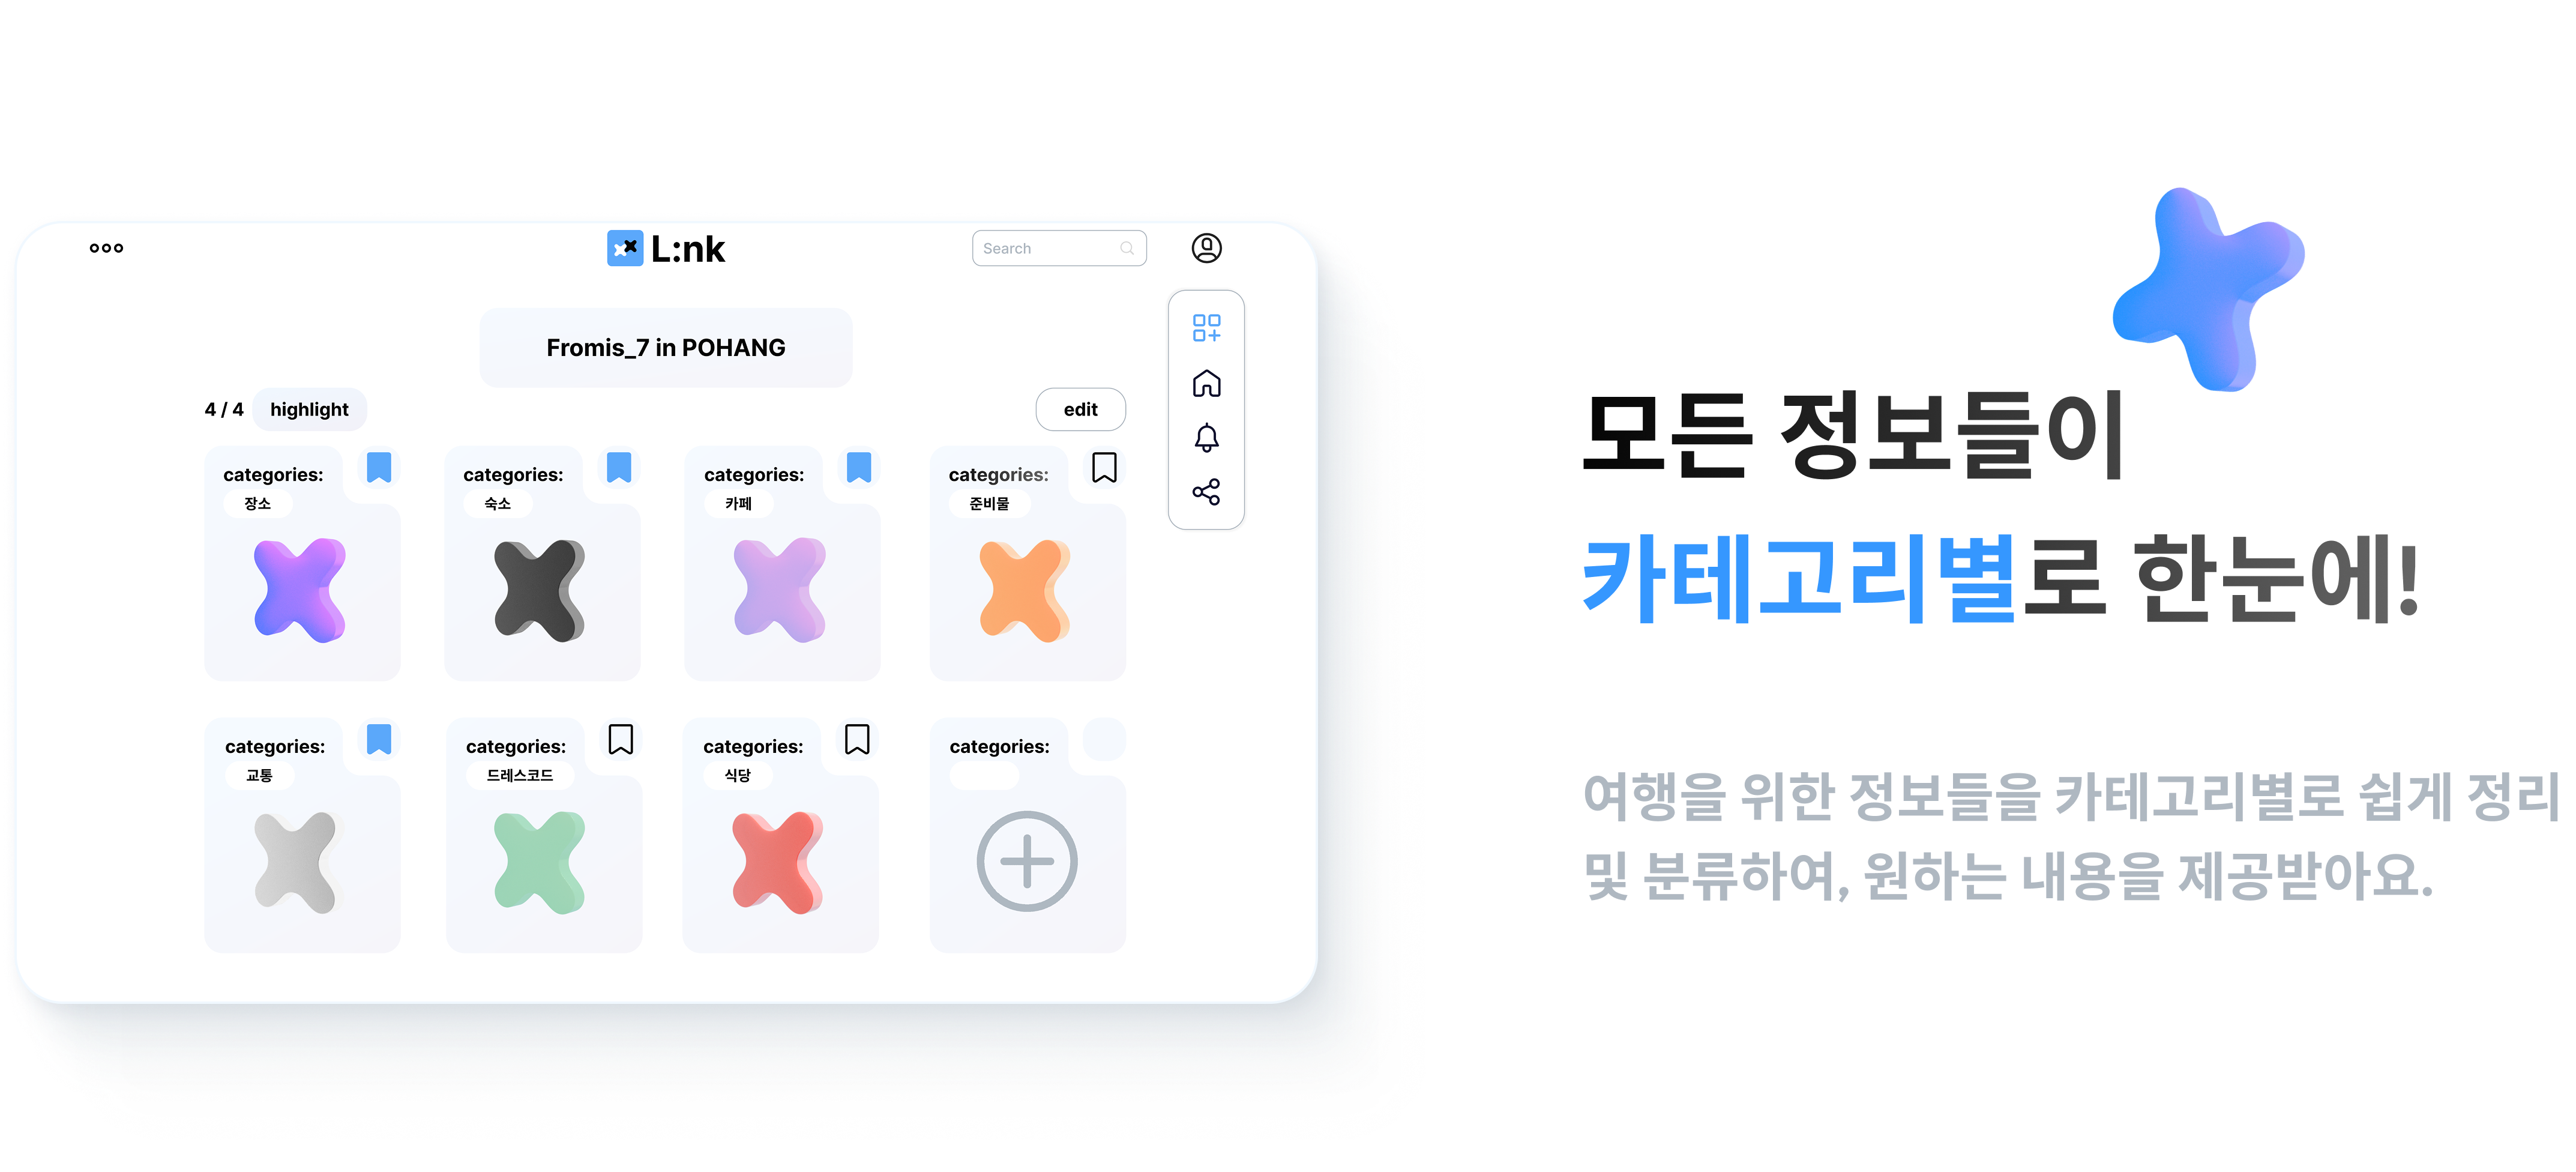 L:nk
Search
Fromis_7 in POHANG
4 / 4 highlight
edit
categories:
장소
categories:
숙소
categories:
카페
categories:
준비물
categories:
교통
categories:
드레스코드
categories:
식당
categories:
모든 정보들이
카테고리별로 한눈에!
여행을 위한 정보들을 카테고리별로 쉽게 정리
및 분류하여, 원하는 내용을 제공받아요.